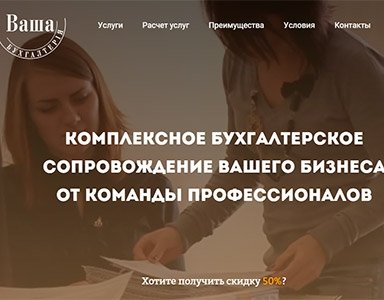 Ваша
БУХГАЛТЕРІЯ
Услуги Расчет услуг Преимущества Условия Контакты
КОМПЛЕКСНОЕ БУХГАЛТЕРСКОЕ
СОПРОВОЖДЕНИЕ ВАШЕГО БИЗНЕСА
ОТ КОМАНДЫ ПРОФЕССИОНАЛОВ
Хотите получить скидку 50%?